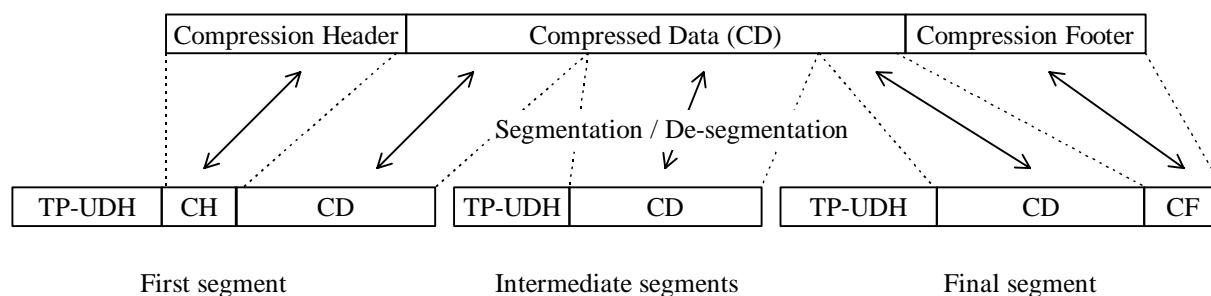 Compression Header Compressed Data (CD) Compression Footer
Segmentation / De-segmentation
TP-UDH CH CD TP-UDH CD TP-UDH CD CF
First segment Intermediate segments Final segment